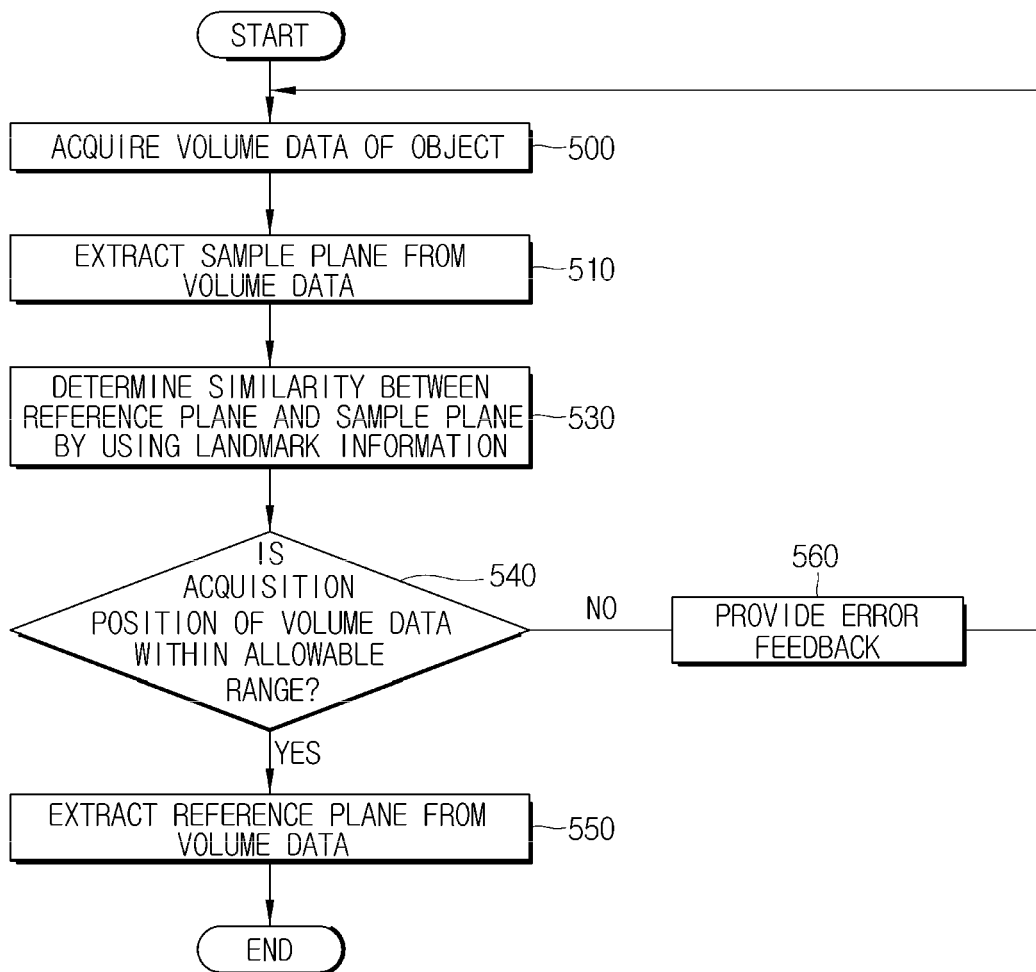 START
ACQUIRE VOLUME DATA OF OBJECT
500
EXTRACT SAMPLE PLANE FROM
VOLUME DATA
510
DETERMINE SIMILARITY BETWEEN
REFERENCE PLANE AND SAMPLE PLANE
BY USING LANDMARK INFORMATION
530
IS
ACQUISITION
POSITION OF VOLUME DATA
WITHIN ALLOWABLE
RANGE?
540
NO
560
PROVIDE ERROR
FEEDBACK
YES
EXTRACT REFERENCE PLANE FROM
VOLUME DATA
550
END